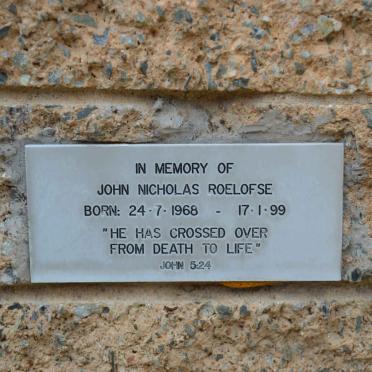 IN MEMORY OF
JOHN NICHOLAS ROELOFSE
BORN: 24·7·1968 - 17·1·99
"HE HAS CROSSED OVER
FROM DEATH TO LIFE"
JOHN 5:24